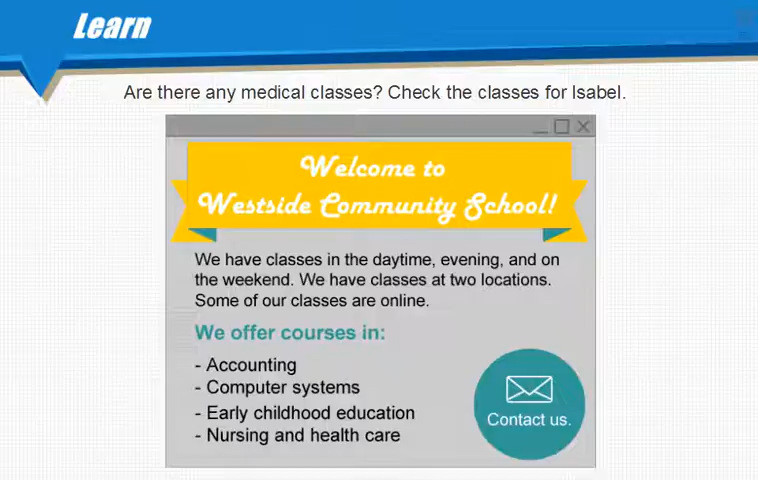 Learn
Are there any medical classes? Check the classes for Isabel.
Welcome to
Westside Community School!
We have classes in the daytime, evening, and on
the weekend. We have classes at two locations.
Some of our classes are online.
We offer courses in:
- Accounting
- Computer systems
- Early childhood education
- Nursing and health care
Contact us.